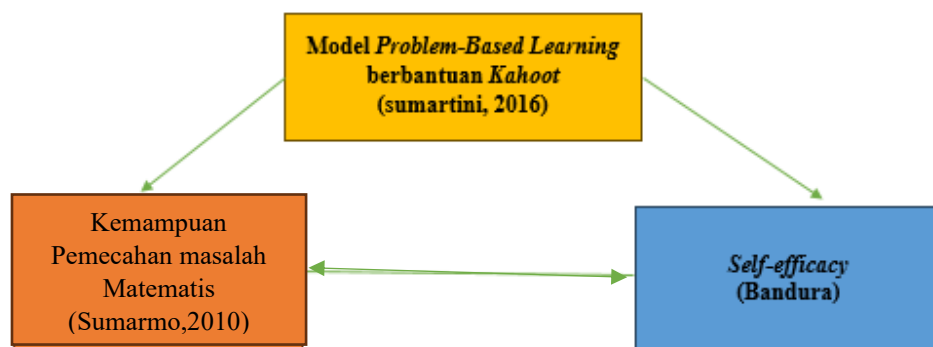 Model Problem-Based Learning
berbantuan Kahoot
(sumartini, 2016)
Kemampuan
Pemecahan masalah
Matematis
(Sumarmo,2010)
Self-efficacy
(Bandura)